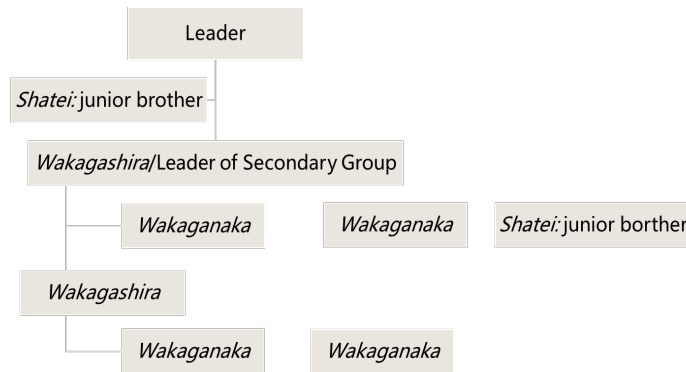 Leader
Shatei: junior brother
Wakagashira/Leader of Secondary Group
Wakaganaka
Wakaganaka
Shatei: junior borther
Wakagashira
Wakaganaka
Wakaganaka